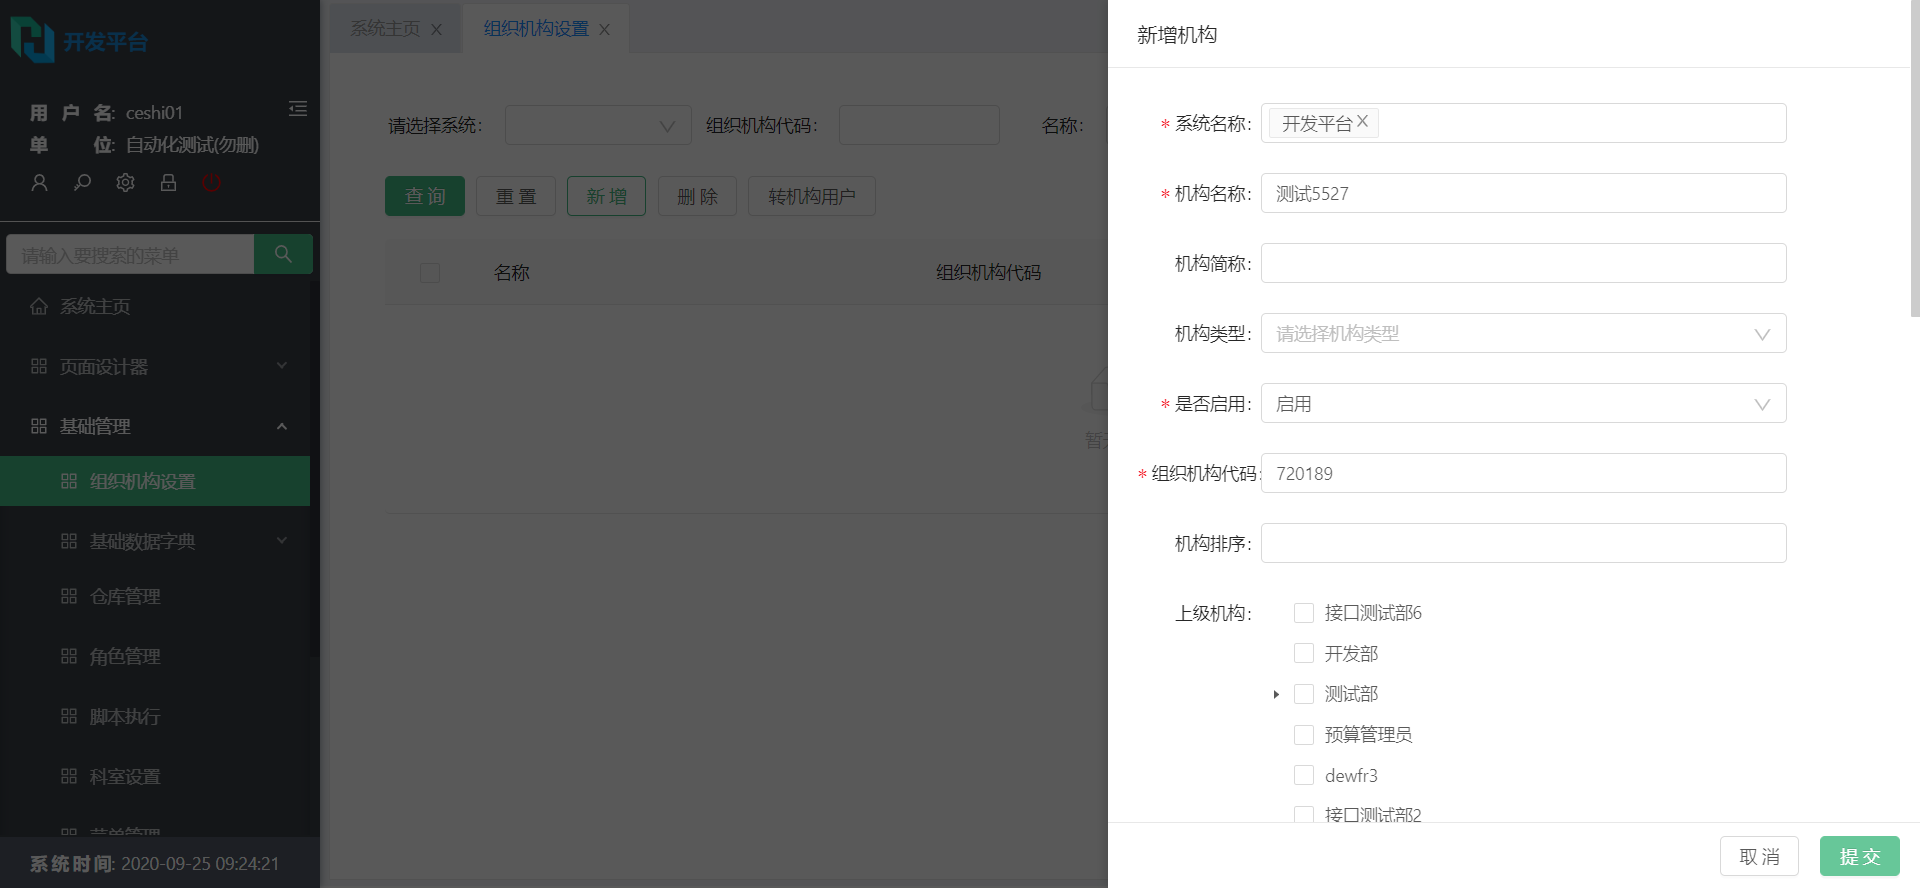 开发平台
用 户 名: ceshi01
单 位: 自动化测试(勿删)
请输入要搜索的菜单
系统主页
页面设计器
基础管理
组织机构设置
基础数据字典
仓库管理
角色管理
脚本执行
科室设置
菜单管理
系统时间: 2020-09-25 09:24:21
系统主页
组织机构设置
请选择系统:
组织机构代码:
名称:
查 询
重 置
新 增
删 除
转机构用户
名称
组织机构代码
暂
新增机构
* 系统名称: 开发平台
* 机构名称: 测试5527
机构简称:
机构类型: 请选择机构类型
* 是否启用: 启用
* 组织机构代码: 720189
机构排序:
上级机构:
接口测试部6
开发部
测试部
预算管理员
dewfr3
接口测试部2
取 消
提 交